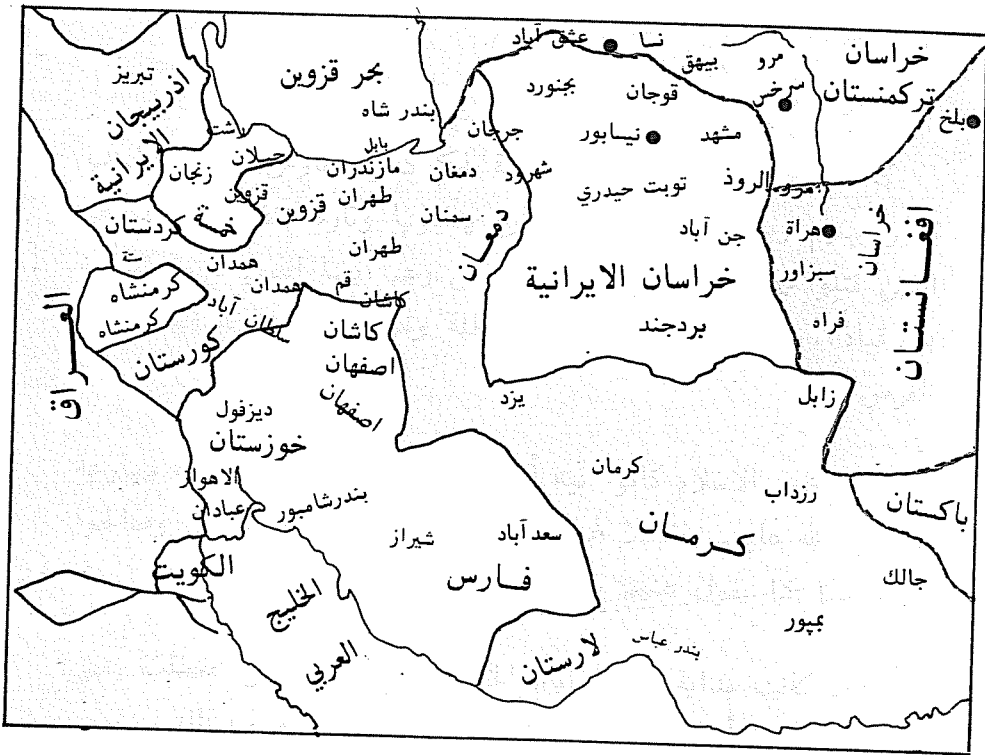 عشق آباد
نسا
بيهق
مرو
خراسان
تركمنستان
سرخس
بلخ
تبريز
اذربيجان
الايرانية
بحر قزوين
بندر شاه
بجنورد
قوجان
نيسابور
مشهد
جرجان
رشت
جيلان
زنجان
بابل
مازندران
دمغان
شهرود
توبت حيدري
مرو الروذ
قزوين
خمسة
قزوين
طهران
سمنان
دمغان
جن آباد
هراة
خراسان
افغانستان
كردستان
همدان
طهران
سبزاور
خراسان الايرانية
كرمنشاه
همدان
قم
كاشان
بردجند
فراه
العراق
كرمنشاه
آباد
كاشان
كورستان
اصفهان
اصفهان
يزد
زابل
ديزفول
خوزستان
الاهواز
كرمان
رزداب
باكستان
عبادان
بندرشامبور
كرمان
شيراز
سعد آباد
الكويت
فارس
جالك
الخليج
العربي
بمپور
لارستان
بندر عباس